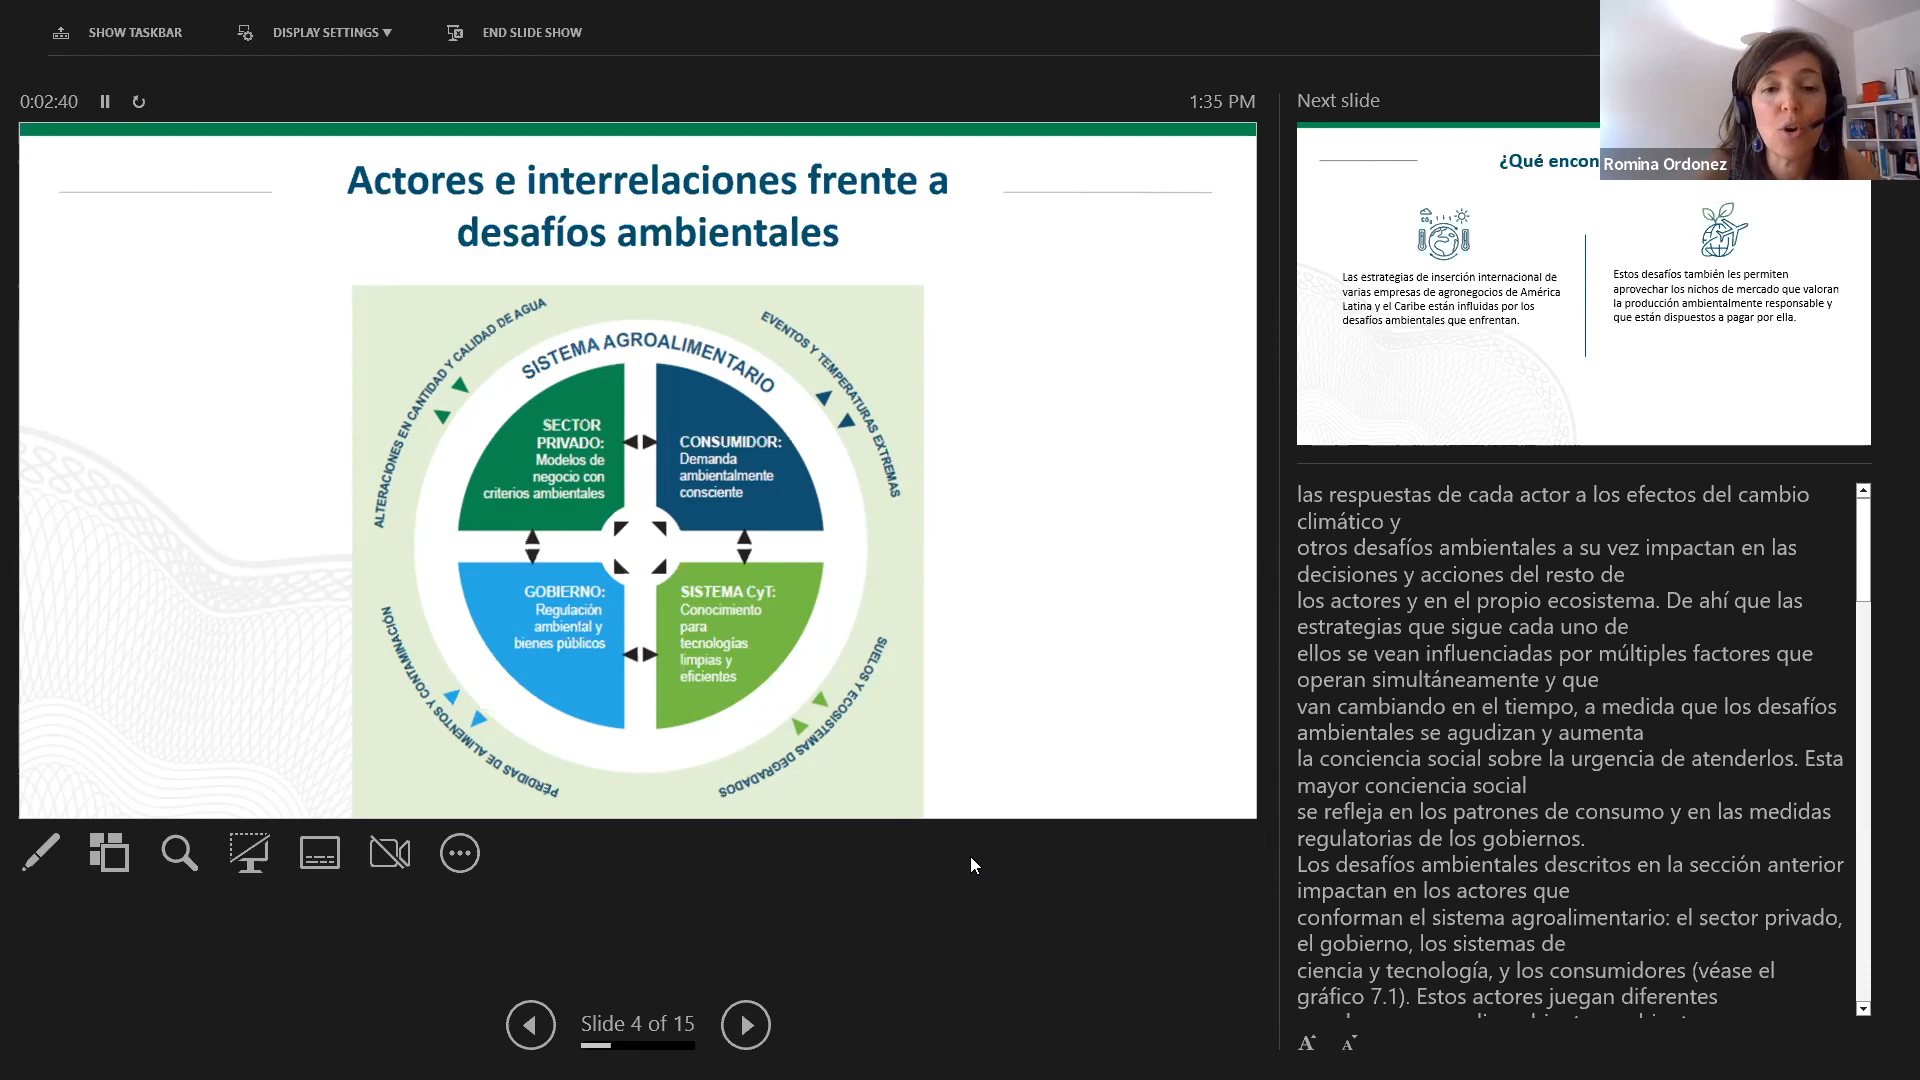 SHOW TASKBAR
DISPLAY SETTINGS ▼
END SLIDE SHOW
0:02:40
1:35 PM
Actores e interrelaciones frente a
desafíos ambientales
ALTERACIONES EN CANTIDAD Y CALIDAD DE AGUA
EVENTOS Y TEMPERATURAS EXTREMAS
SISTEMA AGROALIMENTARIO
SECTOR
PRIVADO:
Modelos de
negocio con
criterios ambientales
CONSUMIDOR:
Demanda
ambientalmente
consciente
GOBIERNO:
Regulación
ambiental y
bienes públicos
SISTEMA CyT:
Conocimiento
para
tecnologías
limpias y
eficientes
PÉRDIDAS DE ALIMENTOS Y CONTAMINACIÓN
SUELOS Y ECOSISTEMAS DEGRADADOS
Slide 4 of 15
Next slide
Romina Ordonez
¿Qué encon
CO₂
Las estrategias de inserción internacional de
varias empresas de agronegocios de América
Latina y el Caribe están influidas por los
desafíos ambientales que enfrentan.
Estos desafíos también les permiten
aprovechar los nichos de mercado que valoran
la producción ambientalmente responsable y
que están dispuestos a pagar por ella.
las respuestas de cada actor a los efectos del cambio
climático y
otros desafíos ambientales a su vez impactan en las
decisiones y acciones del resto de
los actores y en el propio ecosistema. De ahí que las
estrategias que sigue cada uno de
ellos se vean influenciadas por múltiples factores que
operan simultáneamente y que
van cambiando en el tiempo, a medida que los desafíos
ambientales se agudizan y aumenta
la conciencia social sobre la urgencia de atenderlos. Esta
mayor conciencia social
se refleja en los patrones de consumo y en las medidas
regulatorias de los gobiernos.
Los desafíos ambientales descritos en la sección anterior
impactan en los actores que
conforman el sistema agroalimentario: el sector privado,
el gobierno, los sistemas de
ciencia y tecnología, y los consumidores (véase el
gráfico 7.1). Estos actores juegan diferentes
A A